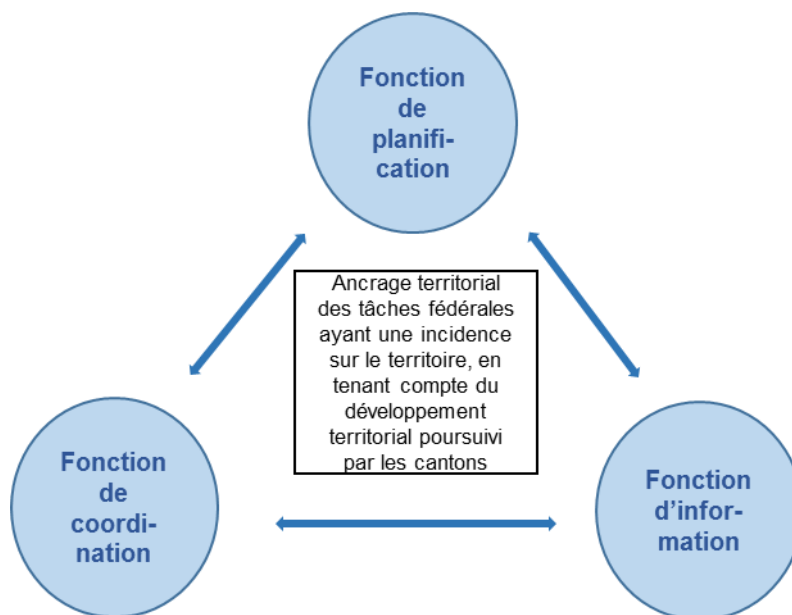 Fonction
de
planifi-
cation
Ancrage territorial
des tâches fédérales
ayant une incidence
sur le territoire, en
tenant compte du
développement
territorial poursuivi
par les cantons
Fonction
de
coordi-
nation
Fonction
d’infor-
mation